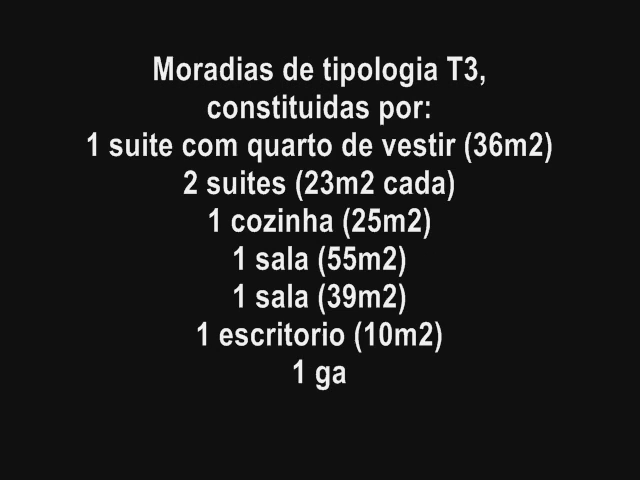 Moradias de tipologia T3,
constituidas por:
1 suite com quarto de vestir (36m2)
2 suites (23m2 cada)
1 cozinha (25m2)
1 sala (55m2)
1 sala (39m2)
1 escritorio (10m2)
1 ga